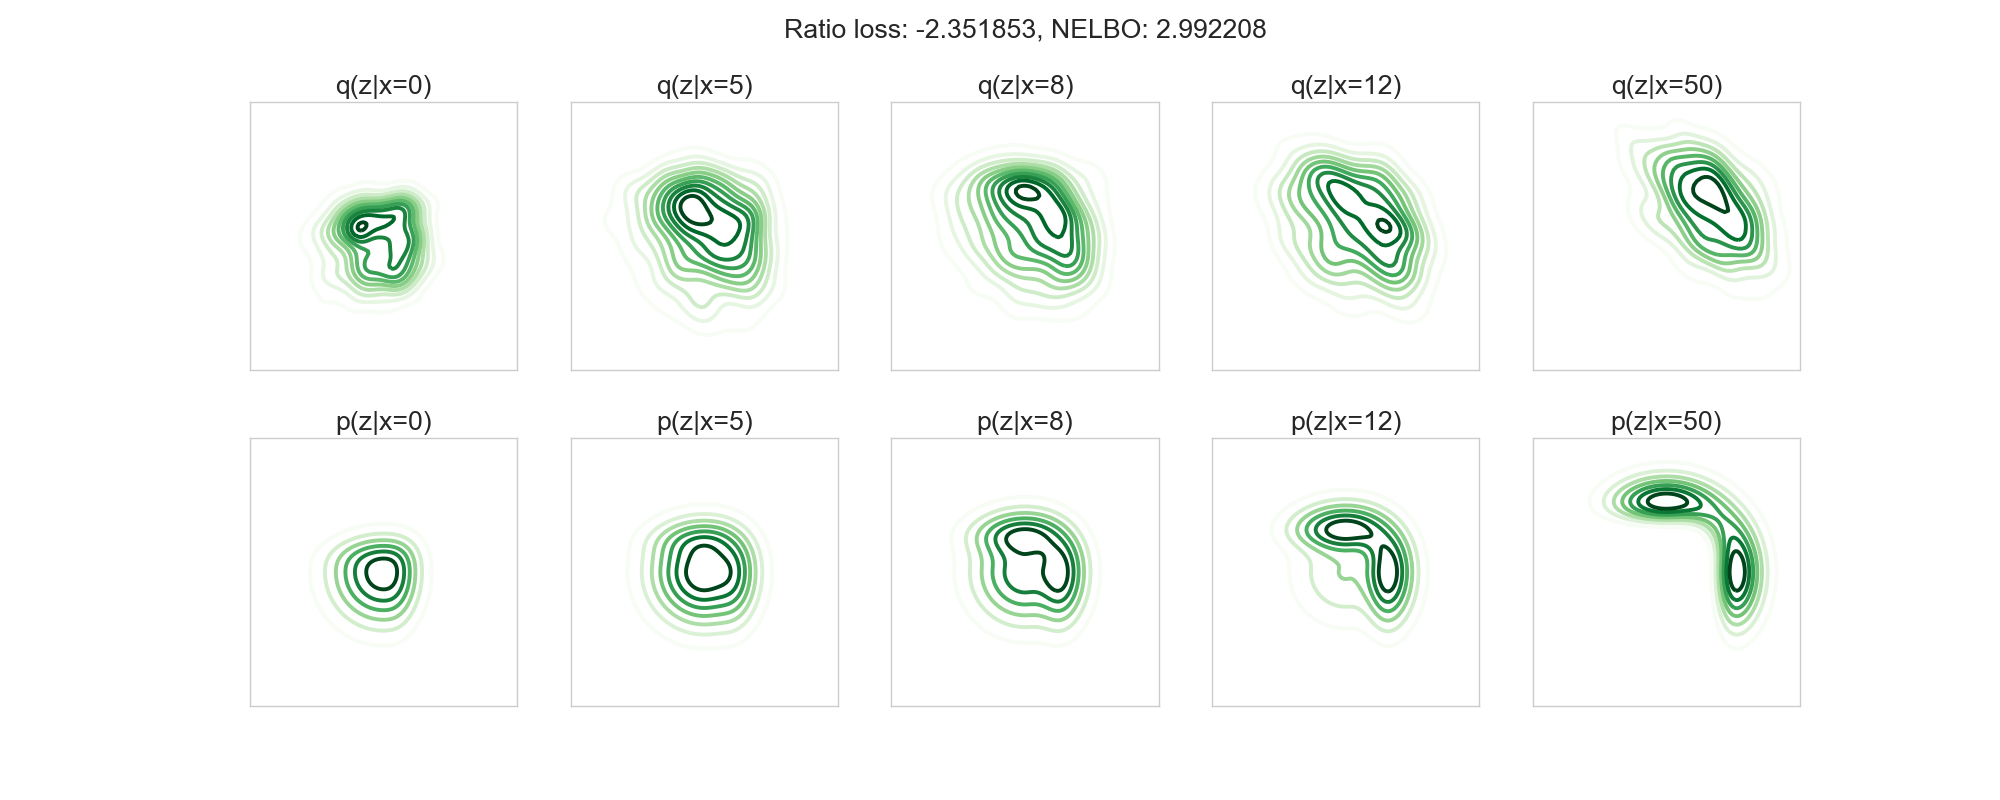 Ratio loss: -2.351853, NELBO: 2.992208
q(z|x=0) q(z|x=5) q(z|x=8) q(z|x=12) q(z|x=50)
p(z|x=0) p(z|x=5) p(z|x=8) p(z|x=12) p(z|x=50)